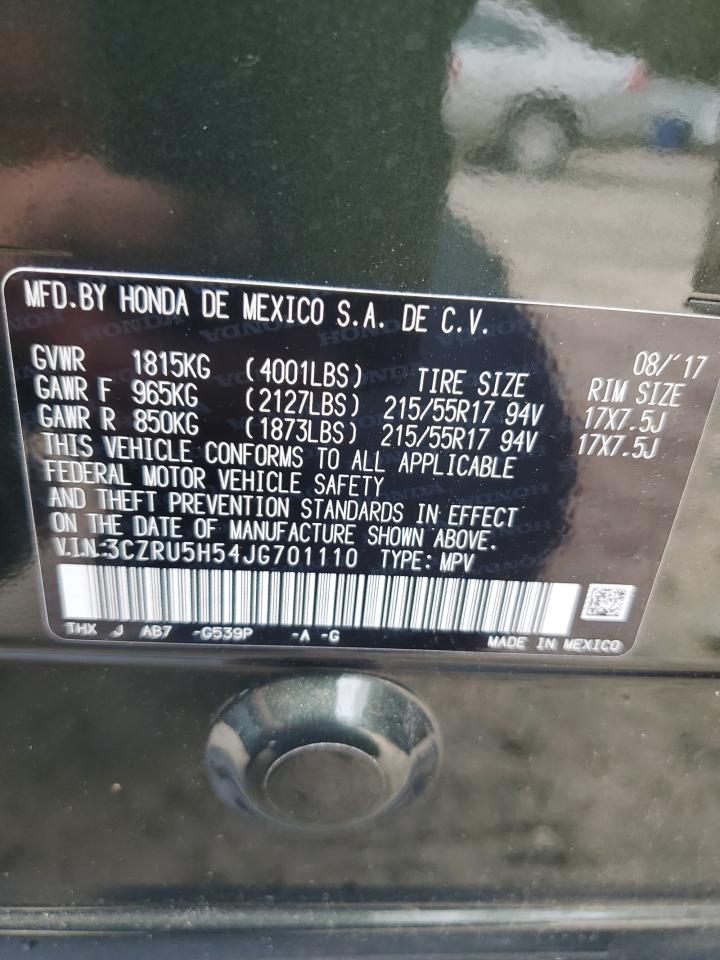 MFD.BY HONDA DE MEXICO S.A. DE C.V.
08/'17
GVWR 1815KG (4001LBS) TIRE SIZE RIM SIZE
GAWR F 965KG (2127LBS) 215/55R17 94V 17X7.5J
GAWR R 850KG (1873LBS) 215/55R17 94V 17X7.5J
THIS VEHICLE CONFORMS TO ALL APPLICABLE
FEDERAL MOTOR VEHICLE SAFETY
AND THEFT PREVENTION STANDARDS IN EFFECT
ON THE DATE OF MANUFACTURE SHOWN ABOVE.
V.I.N:3CZRU5H54JG701110 TYPE: MPV
THX J AB7 -G539P -A -G
MADE IN MEXICO